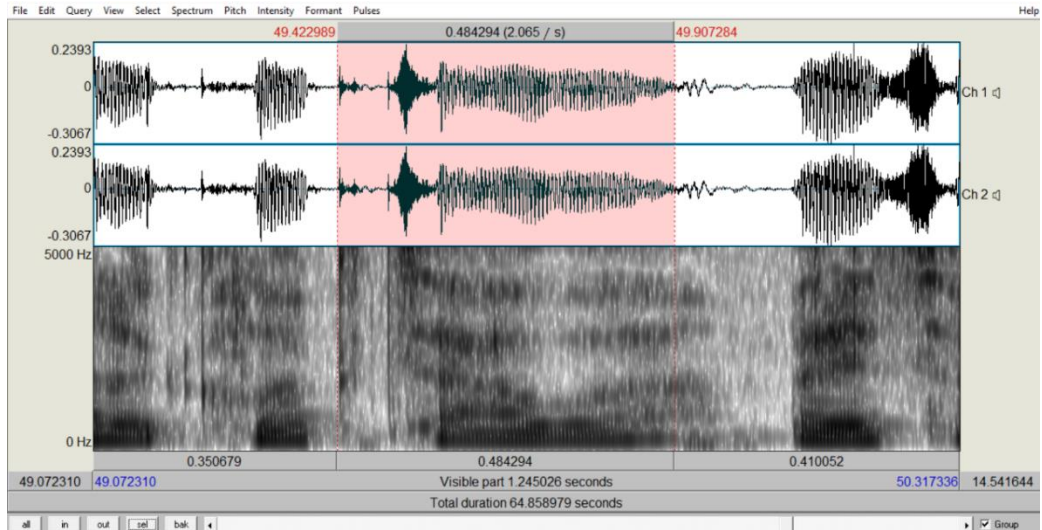 File Edit Query View Select Spectrum Pitch Intensity Formant Pulses Help
49.422989 0.484294 (2.065 / s) 49.907284
0.2393
0
-0.3067
Ch 1
0.2393
0
-0.3067
Ch 2
5000 Hz
0 Hz
0.350679 0.484294 0.410052
49.072310 49.072310 Visible part 1.245026 seconds 50.317336 14.541644
Total duration 64.858979 seconds
all in out sel bak Group